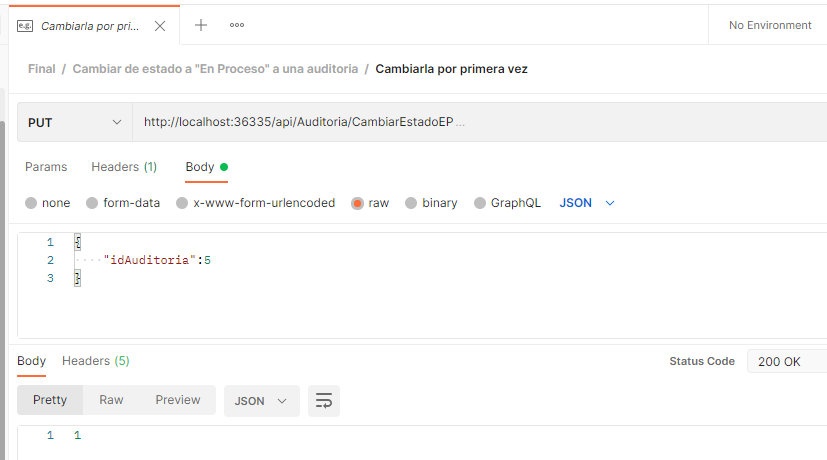 e.g. Cambiarla por pri...
No Environment
Final / Cambiar de estado a "En Proceso" a una auditoria / Cambiarla por primera vez
PUT http://localhost:36335/api/Auditoria/CambiarEstadoEP ...
Params Headers (1) Body
none form-data x-www-form-urlencoded raw binary GraphQL JSON
1 {
2 "idAuditoria":5
3 }
Body Headers (5) Status Code 200 OK
Pretty Raw Preview JSON
1 1